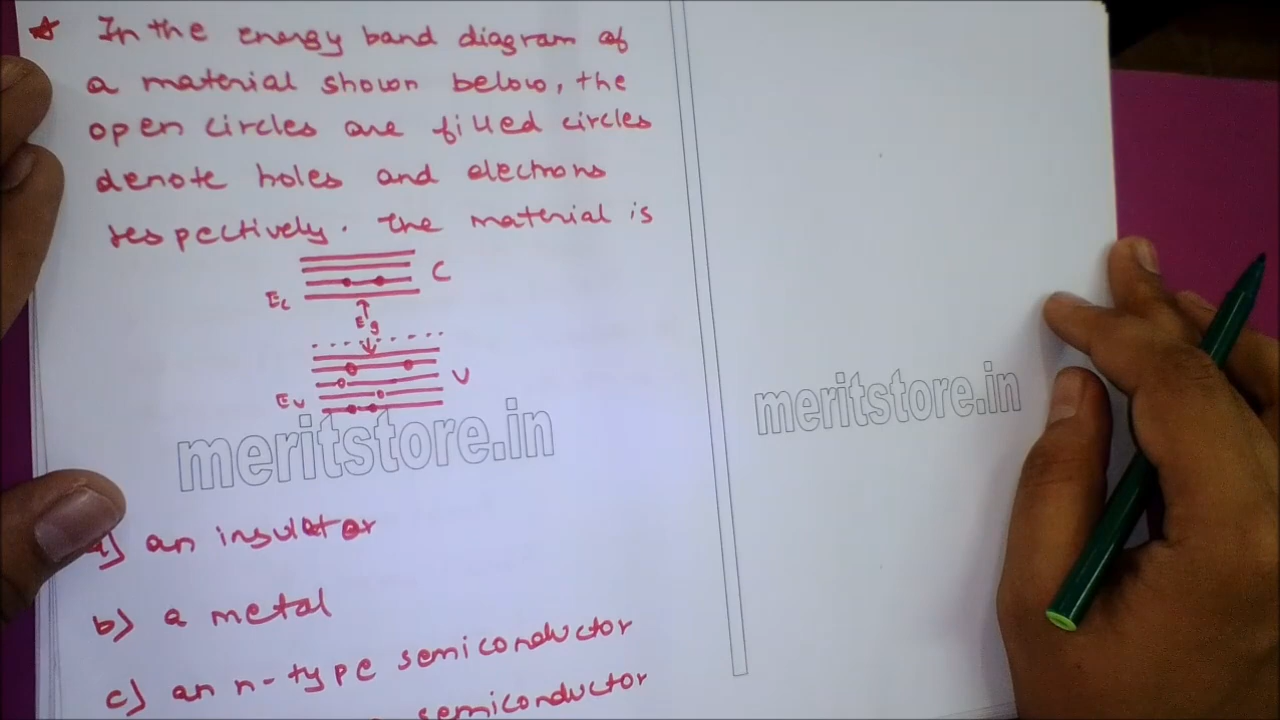 In the energy band diagram of
a material shown below, the
open circles are filled circles
denote holes and electrons
respectively. The material is
C
Ec
Eg
V
Ev
meritstore.in
meritstore.in
a) an insulator
b) a metal
c) an n-type semiconductor
semiconductor